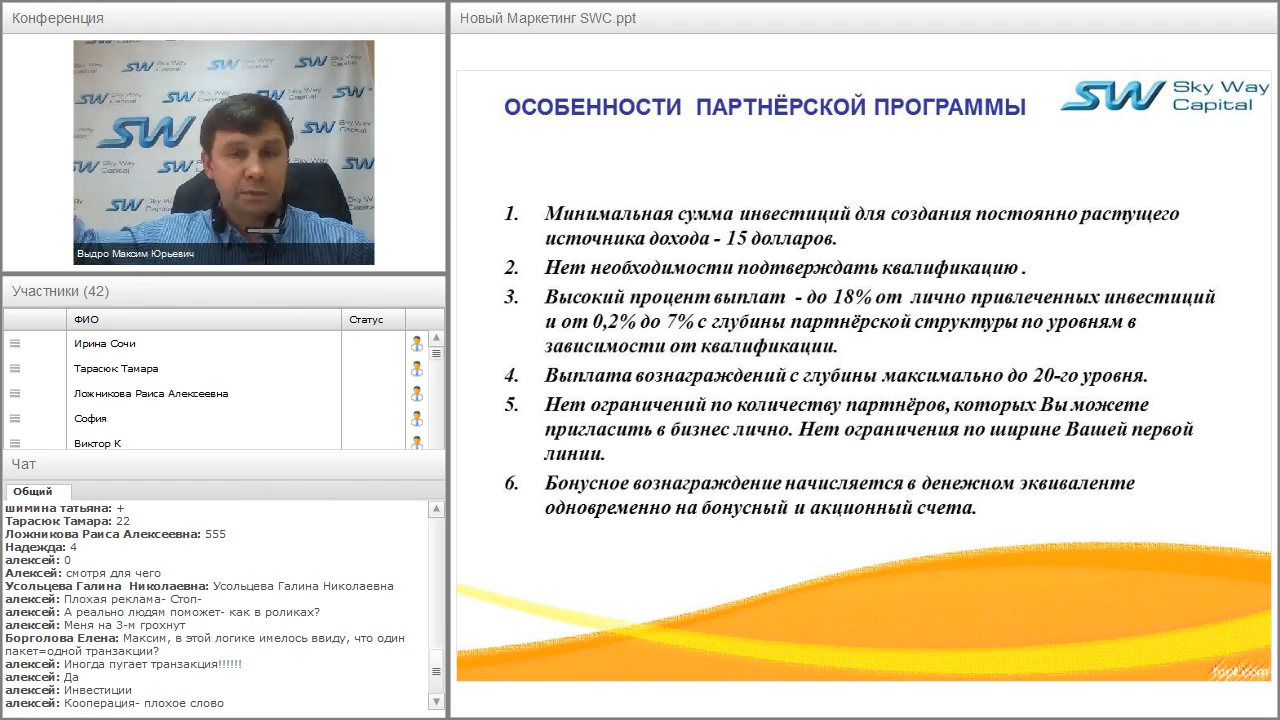 Конференция
Sky Way
Capital
SW
Выдро Максим Юрьевич
Участники (42)
ФИО
Статус
Ирина Сочи
Тарасюк Тамара
Ложникова Раиса Алексеевна
София
Виктор К
Чат
Общий
шимина татьяна: +
Тарасюк Тамара: 22
Ложникова Раиса Алексеевна: 555
Надежда: 4
алексей: 0
Алексей: смотря для чего
Усольцева Галина Николаевна: Усольцева Галина Николаевна
алексей: Плохая реклама- Стоп-
алексей: А реально людям поможет- как в роликах?
алексей: Меня на 3-м грохнут
Борголова Елена: Максим, в этой логике имелось ввиду, что один
пакет=одной транзакции?
алексей: Иногда пугает транзакция!!!!!!
алексей: Да
алексей: Инвестиции
алексей: Кооперация- плохое слово
Новый Маркетинг SWC.ppt
ОСОБЕННОСТИ ПАРТНЁРСКОЙ ПРОГРАММЫ
SW Sky Way
Capital
1. Минимальная сумма инвестиций для создания постоянно растущего
источника дохода - 15 долларов.
2. Нет необходимости подтверждать квалификацию .
3. Высокий процент выплат - до 18% от лично привлеченных инвестиций
и от 0,2% до 7% с глубины партнёрской структуры по уровням в
зависимости от квалификации.
4. Выплата вознаграждений с глубины максимально до 20-го уровня.
5. Нет ограничений по количеству партнёров, которых Вы можете
пригласить в бизнес лично. Нет ограничения по ширине Вашей первой
линии.
6. Бонусное вознаграждение начисляется в денежном эквиваленте
одновременно на бонусный и акционный счета.